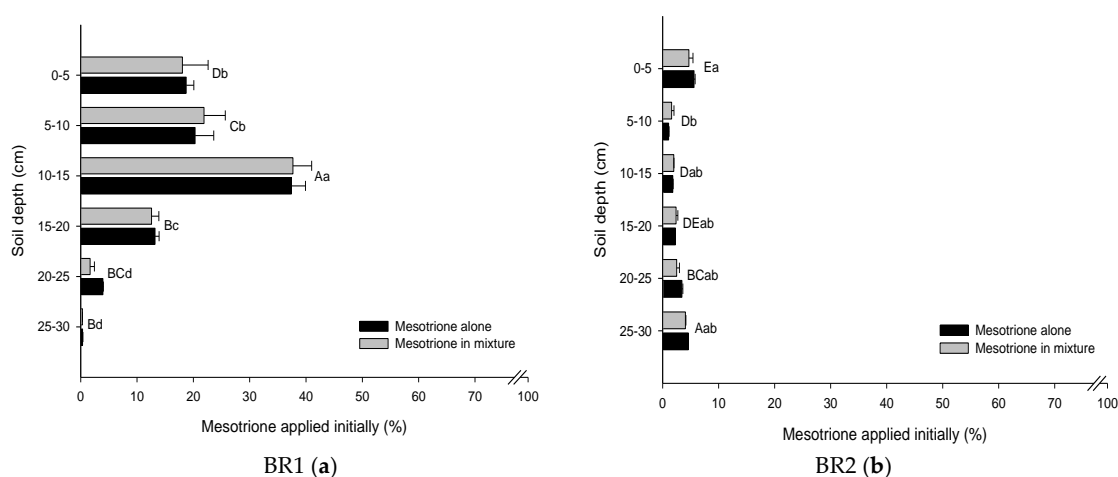 0-5
Db
5-10
Cb
10-15
Aa
15-20
Bc
20-25
BCd
25-30
Bd
Soil depth (cm)
Mesotrione alone
Mesotrione in mixture
0 10 20 30 40 50 60 70 100
Mesotrione applied initially (%)
BR1 (a)
0-5
Ea
5-10
Db
10-15
Dab
15-20
DEab
20-25
BCab
25-30
Aab
Soil depth (cm)
Mesotrione alone
Mesotrione in mixture
0 10 20 30 40 50 60 70 100
Mesotrione applied initially (%)
BR2 (b)